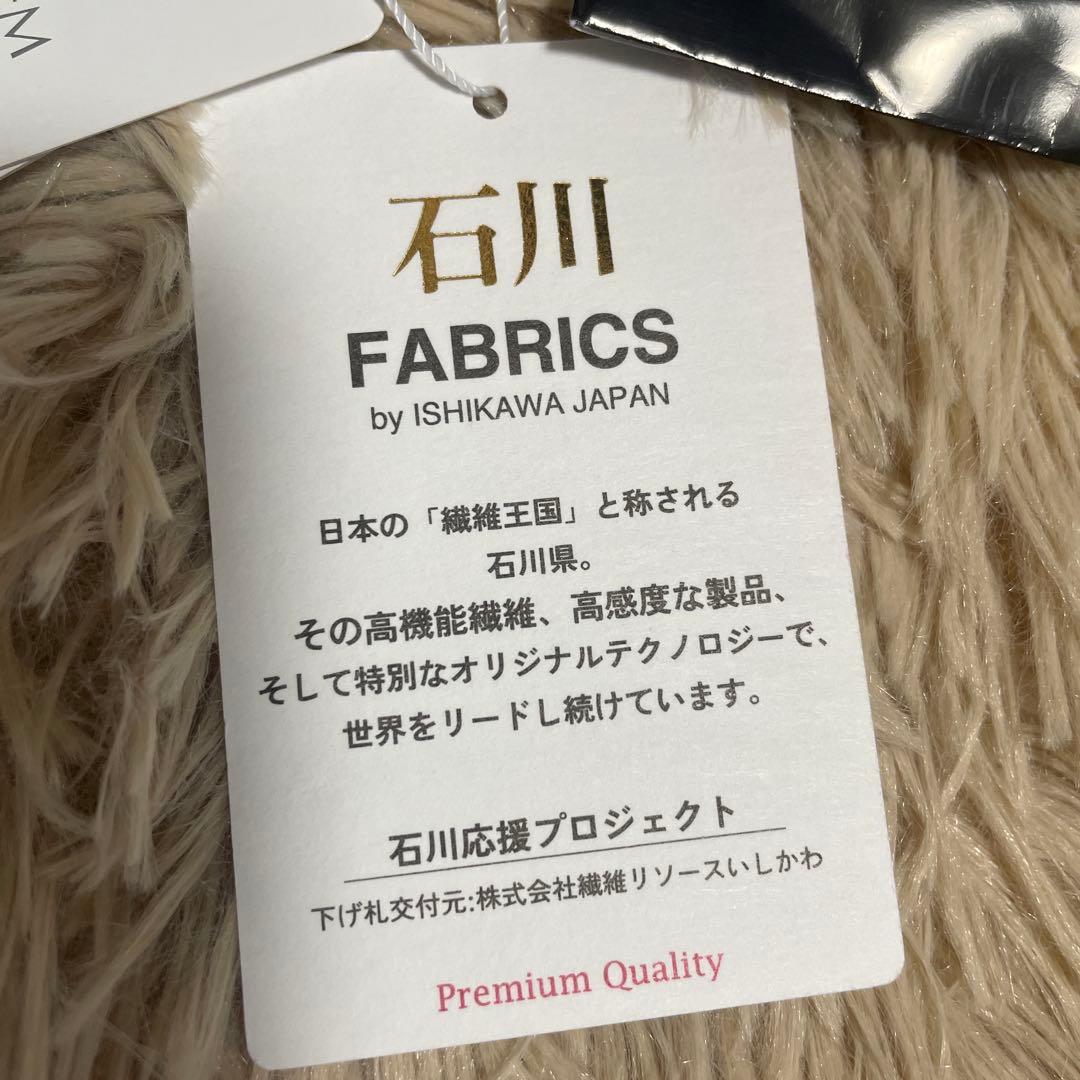 石川
FABRICS
by ISHIKAWA JAPAN
日本の「繊維王国」と称される
石川県。
その高機能繊維、高感度な製品、
そして特別なオリジナルテクノロジーで、
世界をリードし続けています。
石川応援プロジェクト
下げ札交付元:株式会社繊維リソースいしかわ
Premium Quality